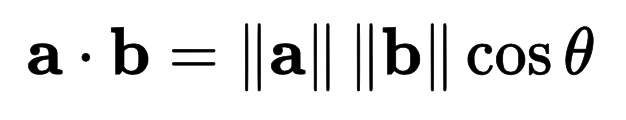 𝐚 · 𝐛 = ‖𝐚‖ ‖𝐛‖ cos θ